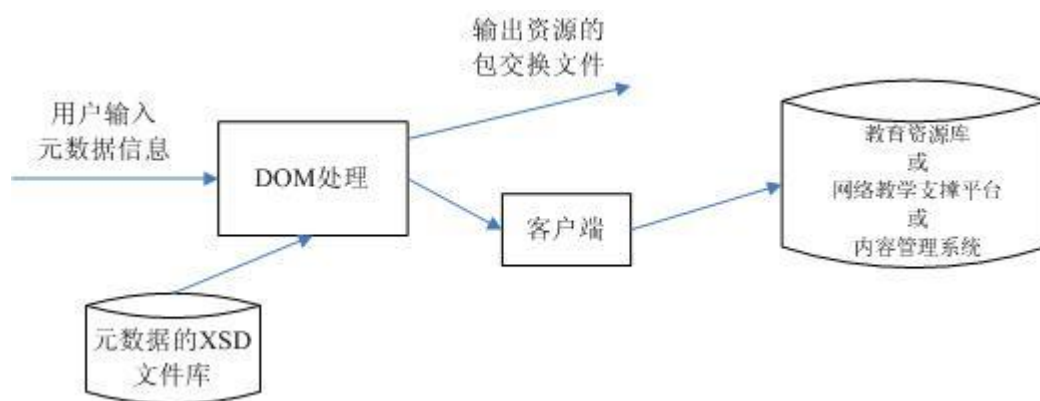 输出资源的
包交换文件
用户输入
元数据信息
DOM处理
客户端
教育资源库
或
网络教学支撑平台
或
内容管理系统
元数据的XSD
文件库